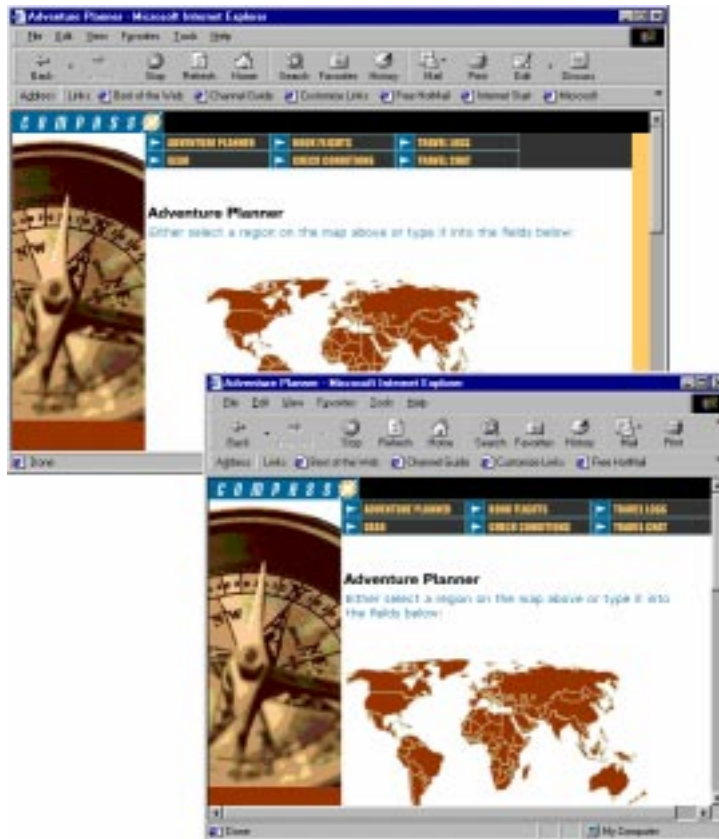 Adventure Planner - Microsoft Internet Explorer
File Edit View Favorites Tools Help
Back Stop Refresh Home Search Favorites History Mail Print Edit Discuss
Address Links Best of the Web Channel Guide Customize Links Free HotMail Internet Start Microsoft
COMPASS
ADVENTURE PLANNER BOOK FLIGHTS TRAVEL LOGS
GEAR CHECK CONDITIONS TRAVEL CHAT
Adventure Planner
Either select a region on the map above or type it into the fields below:
Done
Adventure Planner - Microsoft Internet Explorer
File Edit View Favorites Tools Help
Back Stop Refresh Home Search Favorites History Mail Print
Address Links Best of the Web Channel Guide Customize Links Free HotMail
COMPASS
ADVENTURE PLANNER BOOK FLIGHTS TRAVEL LOGS
GEAR CHECK CONDITIONS TRAVEL CHAT
Adventure Planner
Either select a region on the map above or type it into
the fields below:
Done My Computer